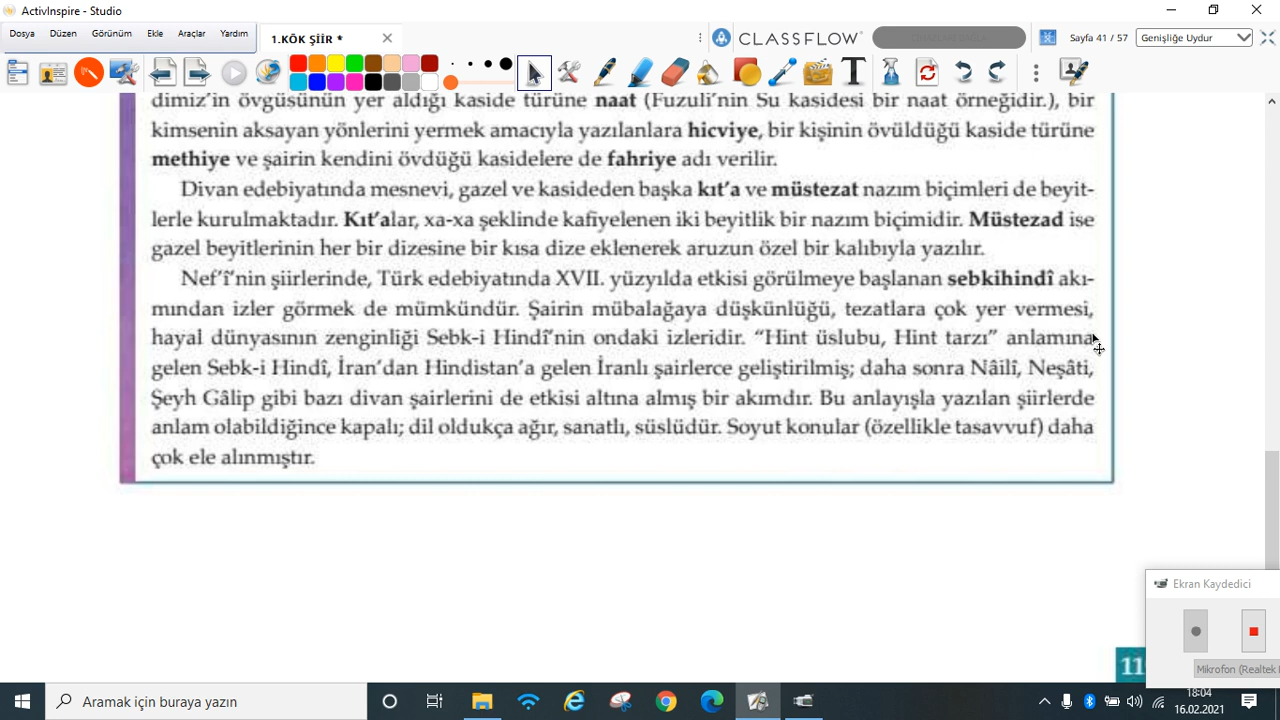 ActivInspire - Studio
Dosya Düzen Görünüm Ekle Araçlar Yardım
1.KÖK ŞİİR *
CLASSFLOW
Sayfa 41 / 57
Genişliğe Uydur
dimiz'in övgüsünün yer aldığı kaside türüne naat (Fuzuli'nin Su kasidesi bir naat örneğidir.), bir
kimsenin aksayan yönlerini yermek amacıyla yazılanlara hicviye, bir kişinin övüldüğü kaside türüne
methiye ve şairin kendini övdüğü kasidelere de fahriye adı verilir.
Divan edebiyatında mesnevi, gazel ve kasideden başka kıt'a ve müstezat nazım biçimleri de beyit-
lerle kurulmaktadır. Kıt'alar, xa-xa şeklinde kafiyelenen iki beyitlik bir nazım biçimidir. Müstezad ise
gazel beyitlerinin her bir dizesine bir kısa dize eklenerek aruzun özel bir kalıbıyla yazılır.
Nef'î'nin şiirlerinde, Türk edebiyatında XVII. yüzyılda etkisi görülmeye başlanan sebkihindî akı-
mından izler görmek de mümkündür. Şairin mübalağaya düşkünlüğü, tezatlara çok yer vermesi,
hayal dünyasının zenginliği Sebk-i Hindî'nin ondaki izleridir. "Hint üslubu, Hint tarzı" anlamına
gelen Sebk-i Hindî, İran'dan Hindistan'a gelen İranlı şairlerce geliştirilmiş; daha sonra Nâilî, Neşâti,
Şeyh Gâlip gibi bazı divan şairlerini de etkisi altına almış bir akımdır. Bu anlayışla yazılan şiirlerde
anlam olabildiğince kapalı; dil oldukça ağır, sanatlı, süslüdür. Soyut konular (özellikle tasavvuf) daha
çok ele alınmıştır.
Ekran Kaydedici
Mikrofon (Realtek
11
Aramak için buraya yazın
18:04
16.02.2021